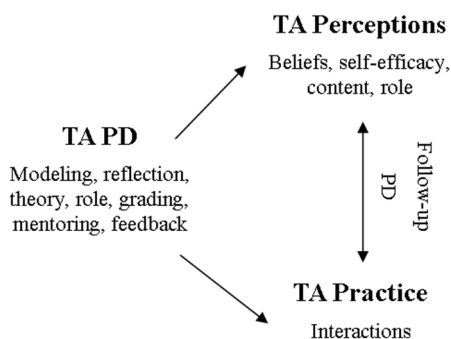 TA Perceptions
Beliefs, self-efficacy,
content, role
TA PD
Modeling, reflection,
theory, role, grading,
mentoring, feedback
Follow-up
PD
TA Practice
Interactions